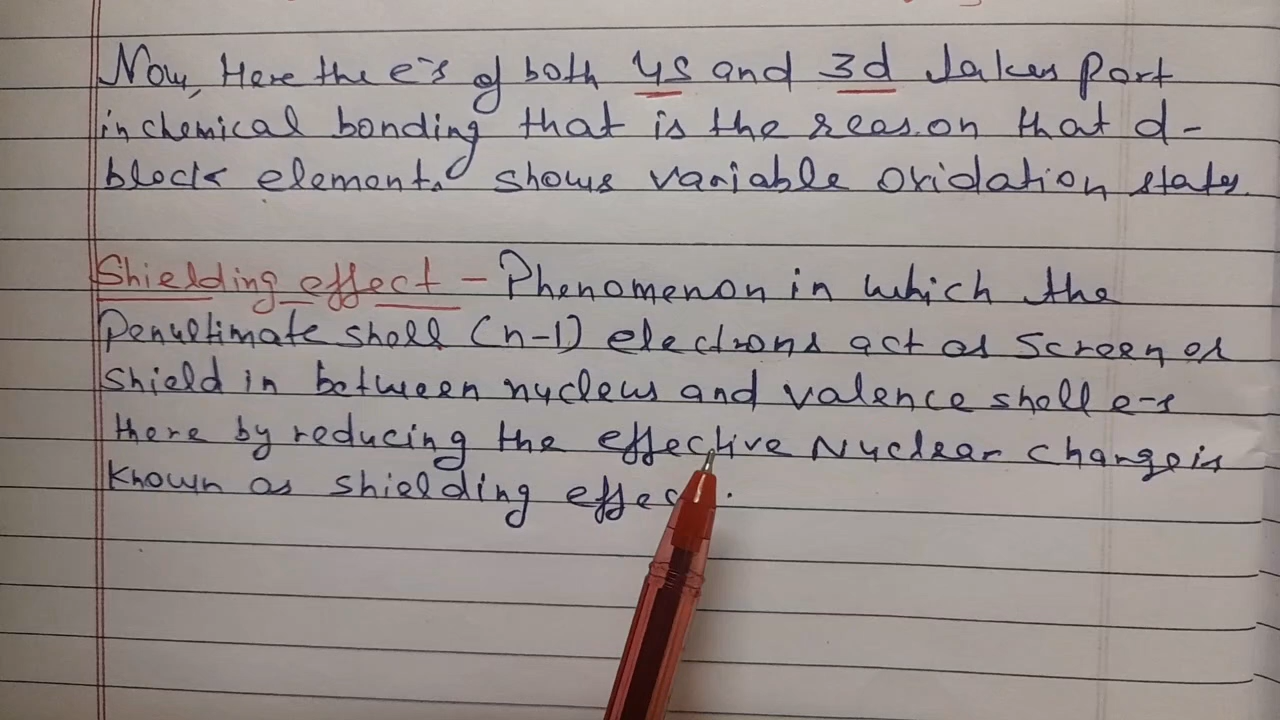 Now, Here the e⁻s of both 4s and 3d takes part
in chemical bonding that is the reason that d-
block elements shows variable oxidation states.
Shielding effect - Phenomenon in which the
Penultimate shell (n-1) electrons act as Screen or
shield in between nucleus and valence shell e-s
there by reducing the effective Nuclear charge is
known as shielding effect.